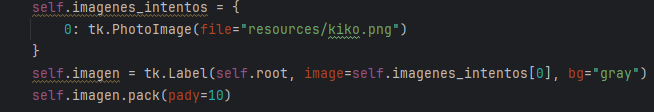 self.imagenes_intentos = {
    0: tk.PhotoImage(file="resources/kiko.png")
}
self.imagen = tk.Label(self.root, image=self.imagenes_intentos[0], bg="gray")
self.imagen.pack(pady=10)